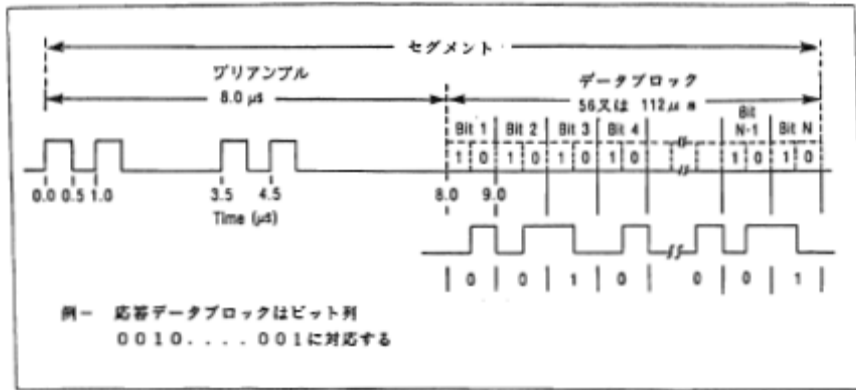 セグメント
プリアンプル
8.0 μs
データブロック
56又は 112μs
Bit 1 Bit 2 Bit 3 Bit 4 Bit N-1 Bit N
1 0 1 0 1 0 1 0 1 0 1 0
0.0 0.5 1.0 3.5 4.5 8.0 9.0
Time (μs)
0 0 1 0 0 0 1
例－ 応答データブロックはビット列
0010....001に対応する